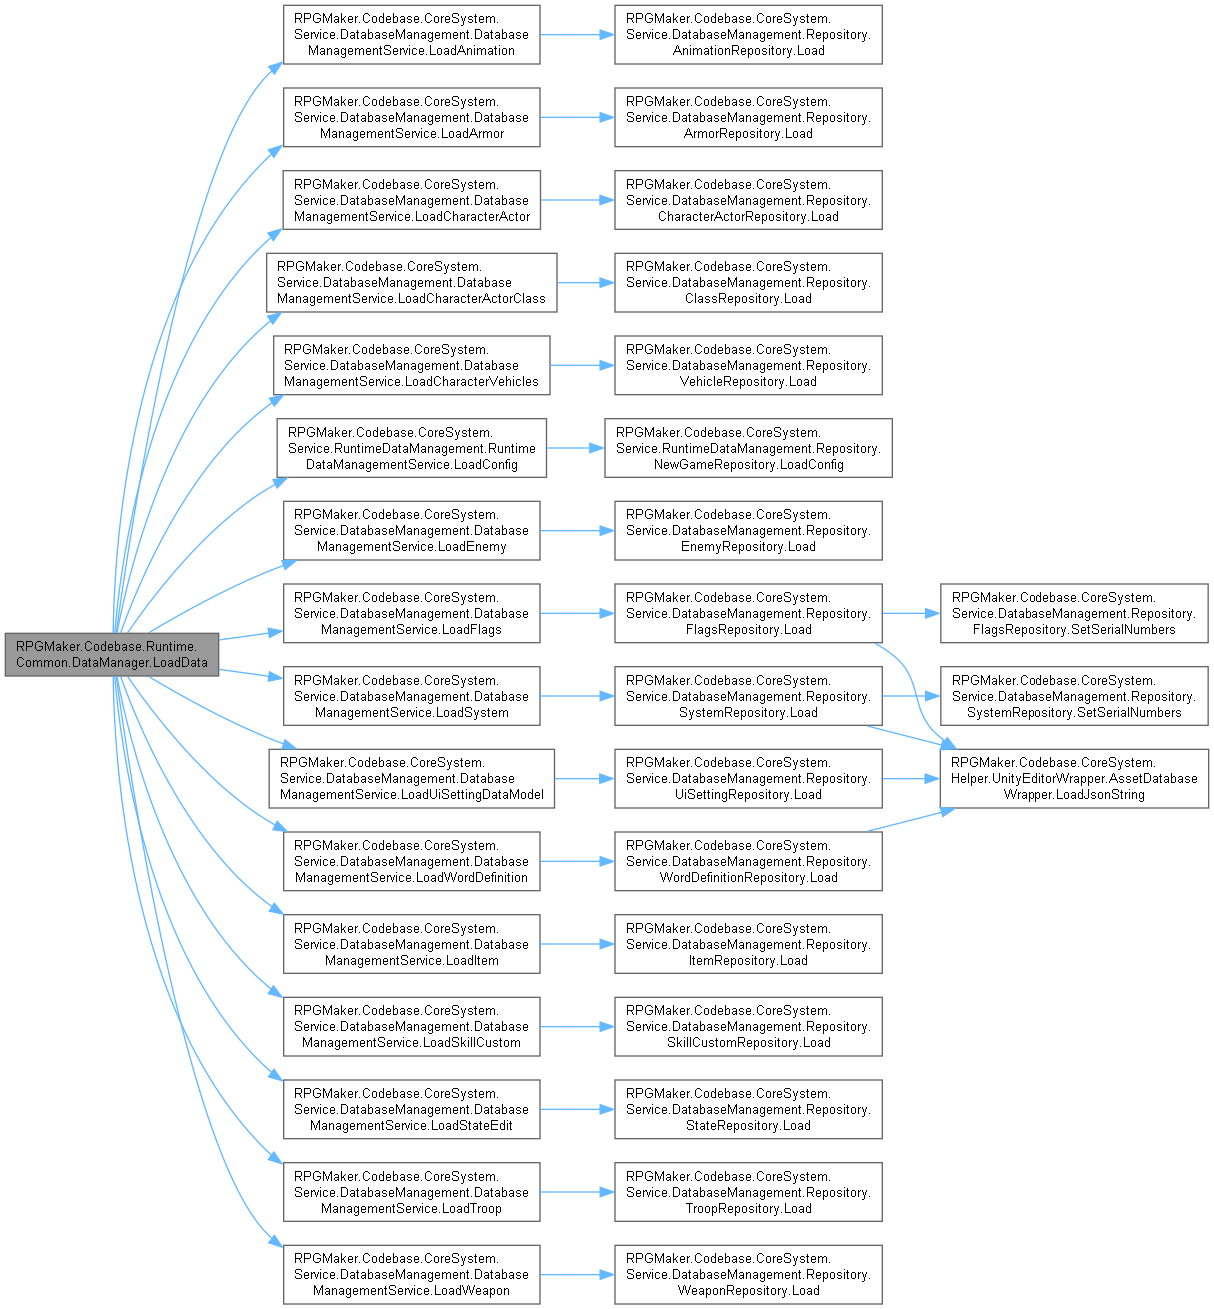 RPGMaker.Codebase.CoreSystem.
Service.DatabaseManagement.Database
ManagementService.LoadAnimation
RPGMaker.Codebase.CoreSystem.
Service.DatabaseManagement.Repository.
AnimationRepository.Load
RPGMaker.Codebase.CoreSystem.
Service.DatabaseManagement.Database
ManagementService.LoadArmor
RPGMaker.Codebase.CoreSystem.
Service.DatabaseManagement.Repository.
ArmorRepository.Load
RPGMaker.Codebase.CoreSystem.
Service.DatabaseManagement.Database
ManagementService.LoadCharacterActor
RPGMaker.Codebase.CoreSystem.
Service.DatabaseManagement.Repository.
CharacterActorRepository.Load
RPGMaker.Codebase.CoreSystem.
Service.DatabaseManagement.Database
ManagementService.LoadCharacterActorClass
RPGMaker.Codebase.CoreSystem.
Service.DatabaseManagement.Repository.
ClassRepository.Load
RPGMaker.Codebase.CoreSystem.
Service.DatabaseManagement.Database
ManagementService.LoadCharacterVehicles
RPGMaker.Codebase.CoreSystem.
Service.DatabaseManagement.Repository.
VehicleRepository.Load
RPGMaker.Codebase.CoreSystem.
Service.RuntimeDataManagement.Runtime
DataManagementService.LoadConfig
RPGMaker.Codebase.CoreSystem.
Service.RuntimeDataManagement.Repository.
NewGameRepository.LoadConfig
RPGMaker.Codebase.CoreSystem.
Service.DatabaseManagement.Database
ManagementService.LoadEnemy
RPGMaker.Codebase.CoreSystem.
Service.DatabaseManagement.Repository.
EnemyRepository.Load
RPGMaker.Codebase.CoreSystem.
Service.DatabaseManagement.Database
ManagementService.LoadFlags
RPGMaker.Codebase.CoreSystem.
Service.DatabaseManagement.Repository.
FlagsRepository.Load
RPGMaker.Codebase.CoreSystem.
Service.DatabaseManagement.Repository.
FlagsRepository.SetSerialNumbers
RPGMaker.Codebase.Runtime.
Common.DataManager.LoadData
RPGMaker.Codebase.CoreSystem.
Service.DatabaseManagement.Database
ManagementService.LoadSystem
RPGMaker.Codebase.CoreSystem.
Service.DatabaseManagement.Repository.
SystemRepository.Load
RPGMaker.Codebase.CoreSystem.
Service.DatabaseManagement.Repository.
SystemRepository.SetSerialNumbers
RPGMaker.Codebase.CoreSystem.
Service.DatabaseManagement.Database
ManagementService.LoadUiSettingDataModel
RPGMaker.Codebase.CoreSystem.
Service.DatabaseManagement.Repository.
UiSettingRepository.Load
RPGMaker.Codebase.CoreSystem.
Helper.UnityEditorWrapper.AssetDatabase
Wrapper.LoadJsonString
RPGMaker.Codebase.CoreSystem.
Service.DatabaseManagement.Database
ManagementService.LoadWordDefinition
RPGMaker.Codebase.CoreSystem.
Service.DatabaseManagement.Repository.
WordDefinitionRepository.Load
RPGMaker.Codebase.CoreSystem.
Service.DatabaseManagement.Database
ManagementService.LoadItem
RPGMaker.Codebase.CoreSystem.
Service.DatabaseManagement.Repository.
ItemRepository.Load
RPGMaker.Codebase.CoreSystem.
Service.DatabaseManagement.Database
ManagementService.LoadSkillCustom
RPGMaker.Codebase.CoreSystem.
Service.DatabaseManagement.Repository.
SkillCustomRepository.Load
RPGMaker.Codebase.CoreSystem.
Service.DatabaseManagement.Database
ManagementService.LoadStateEdit
RPGMaker.Codebase.CoreSystem.
Service.DatabaseManagement.Repository.
StateRepository.Load
RPGMaker.Codebase.CoreSystem.
Service.DatabaseManagement.Database
ManagementService.LoadTroop
RPGMaker.Codebase.CoreSystem.
Service.DatabaseManagement.Repository.
TroopRepository.Load
RPGMaker.Codebase.CoreSystem.
Service.DatabaseManagement.Database
ManagementService.LoadWeapon
RPGMaker.Codebase.CoreSystem.
Service.DatabaseManagement.Repository.
WeaponRepository.Load